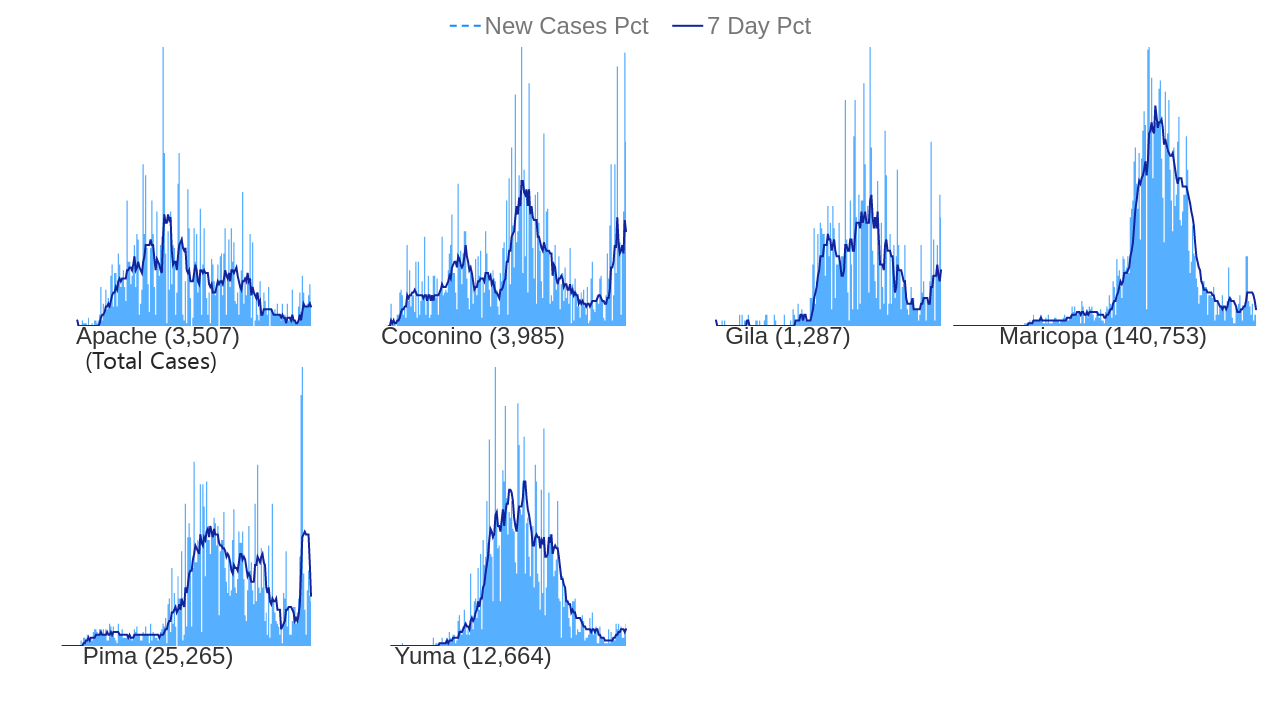 New Cases Pct 7 Day Pct
Apache (3,507)
(Total Cases)
Coconino (3,985)
Gila (1,287)
Maricopa (140,753)
Pima (25,265)
Yuma (12,664)